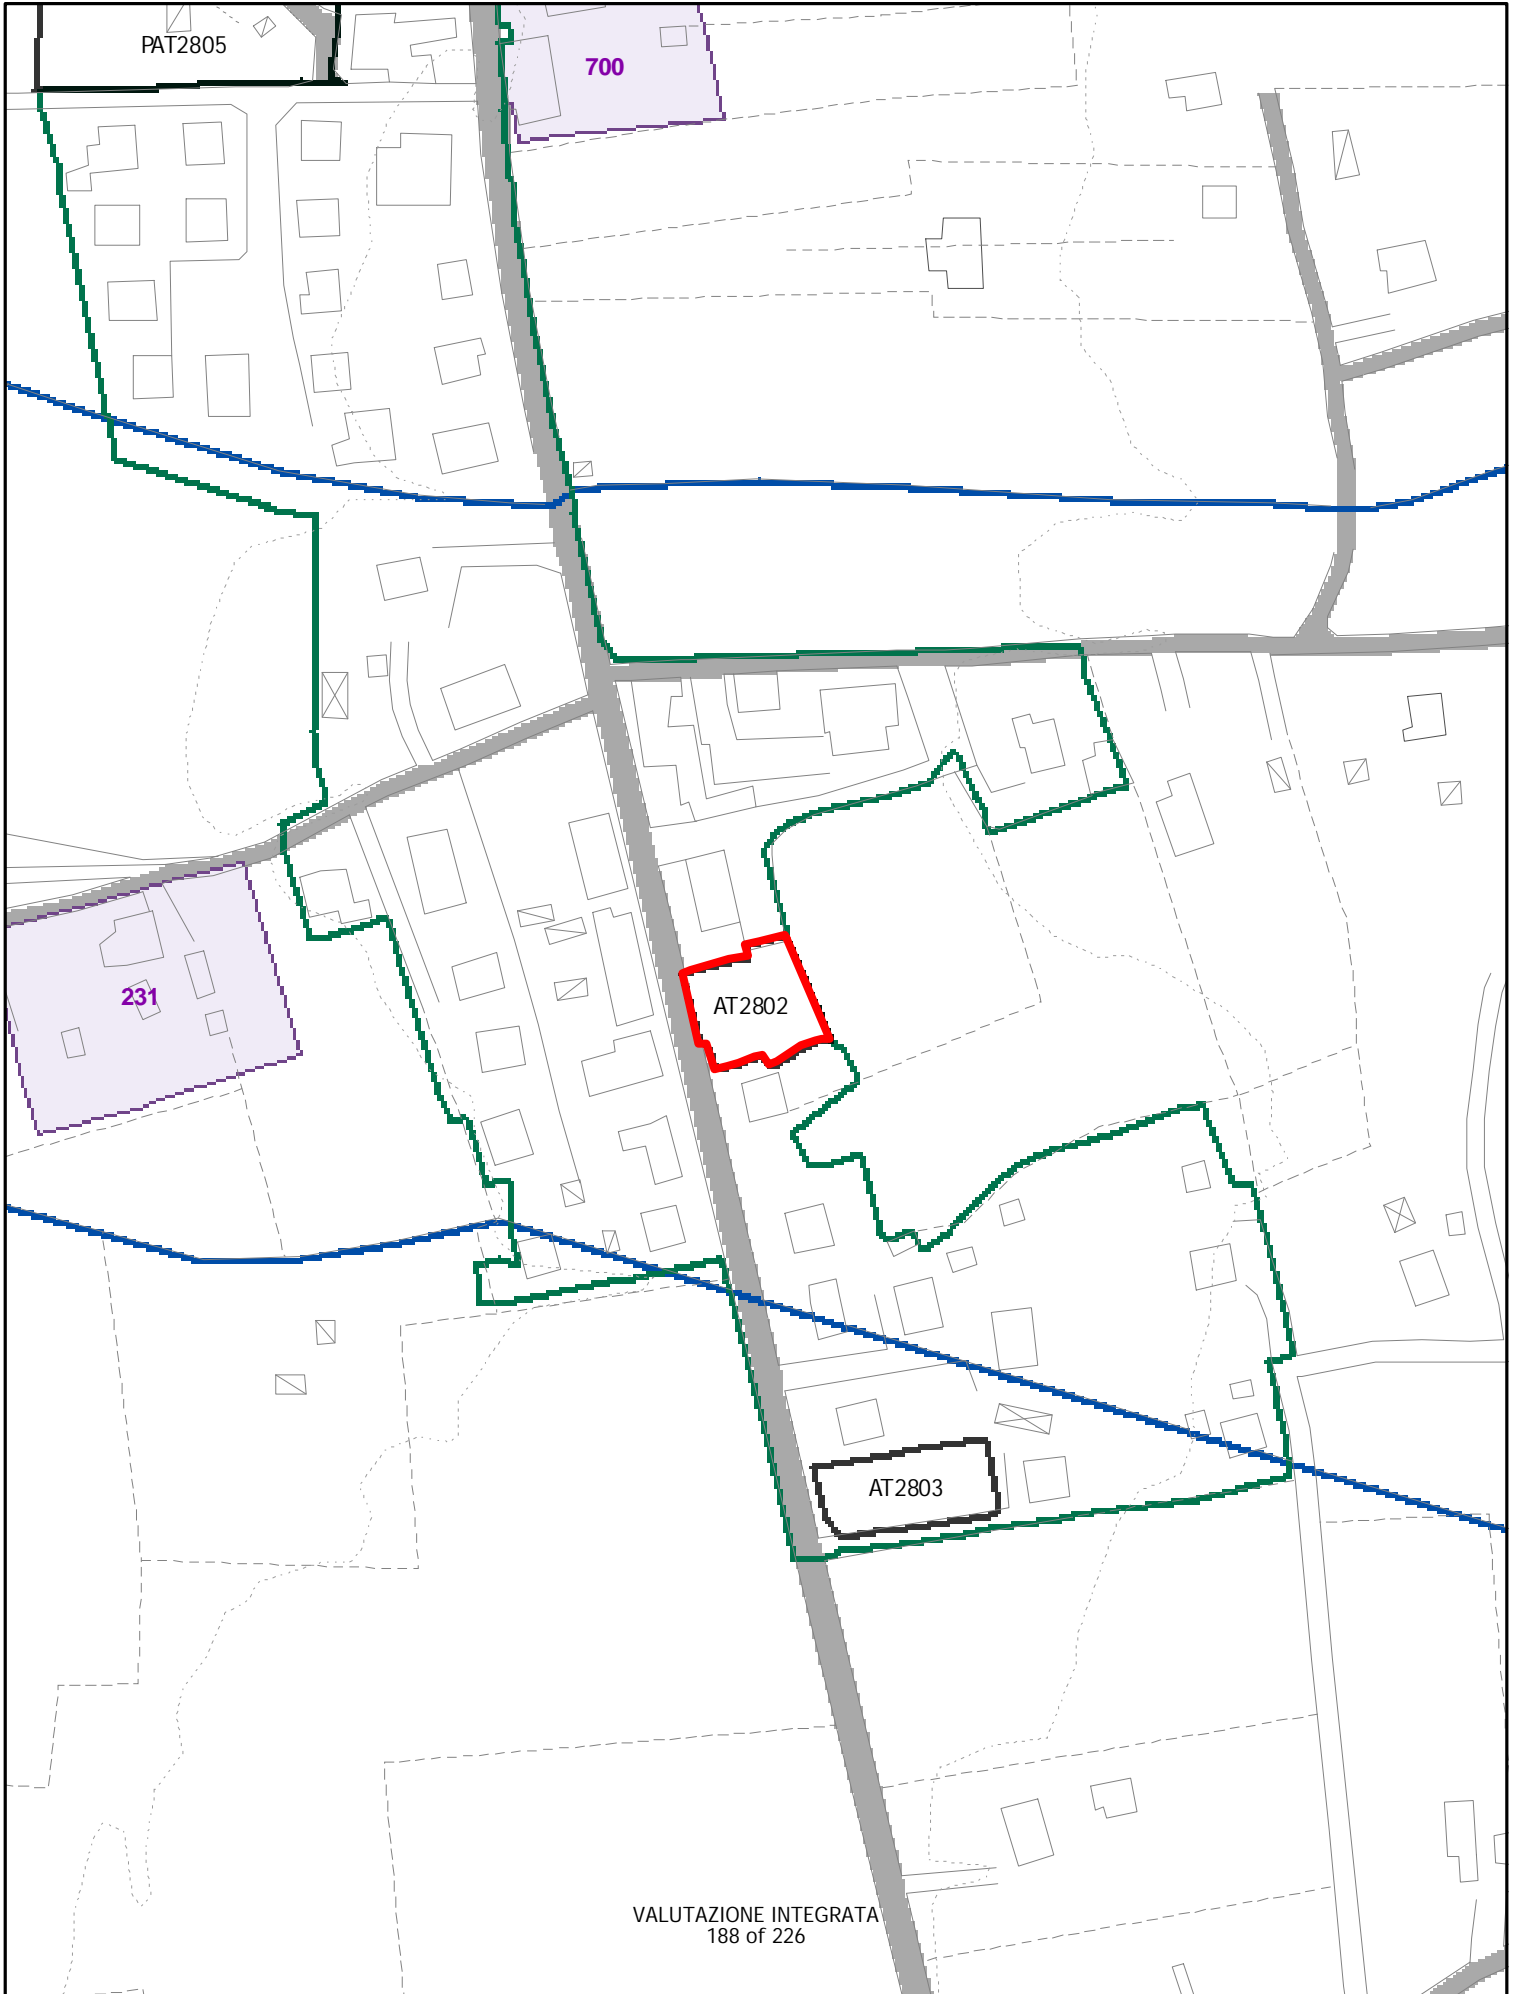 PAT2805
700
231
AT2802
AT2803
VALUTAZIONE INTEGRATA
188 of 226